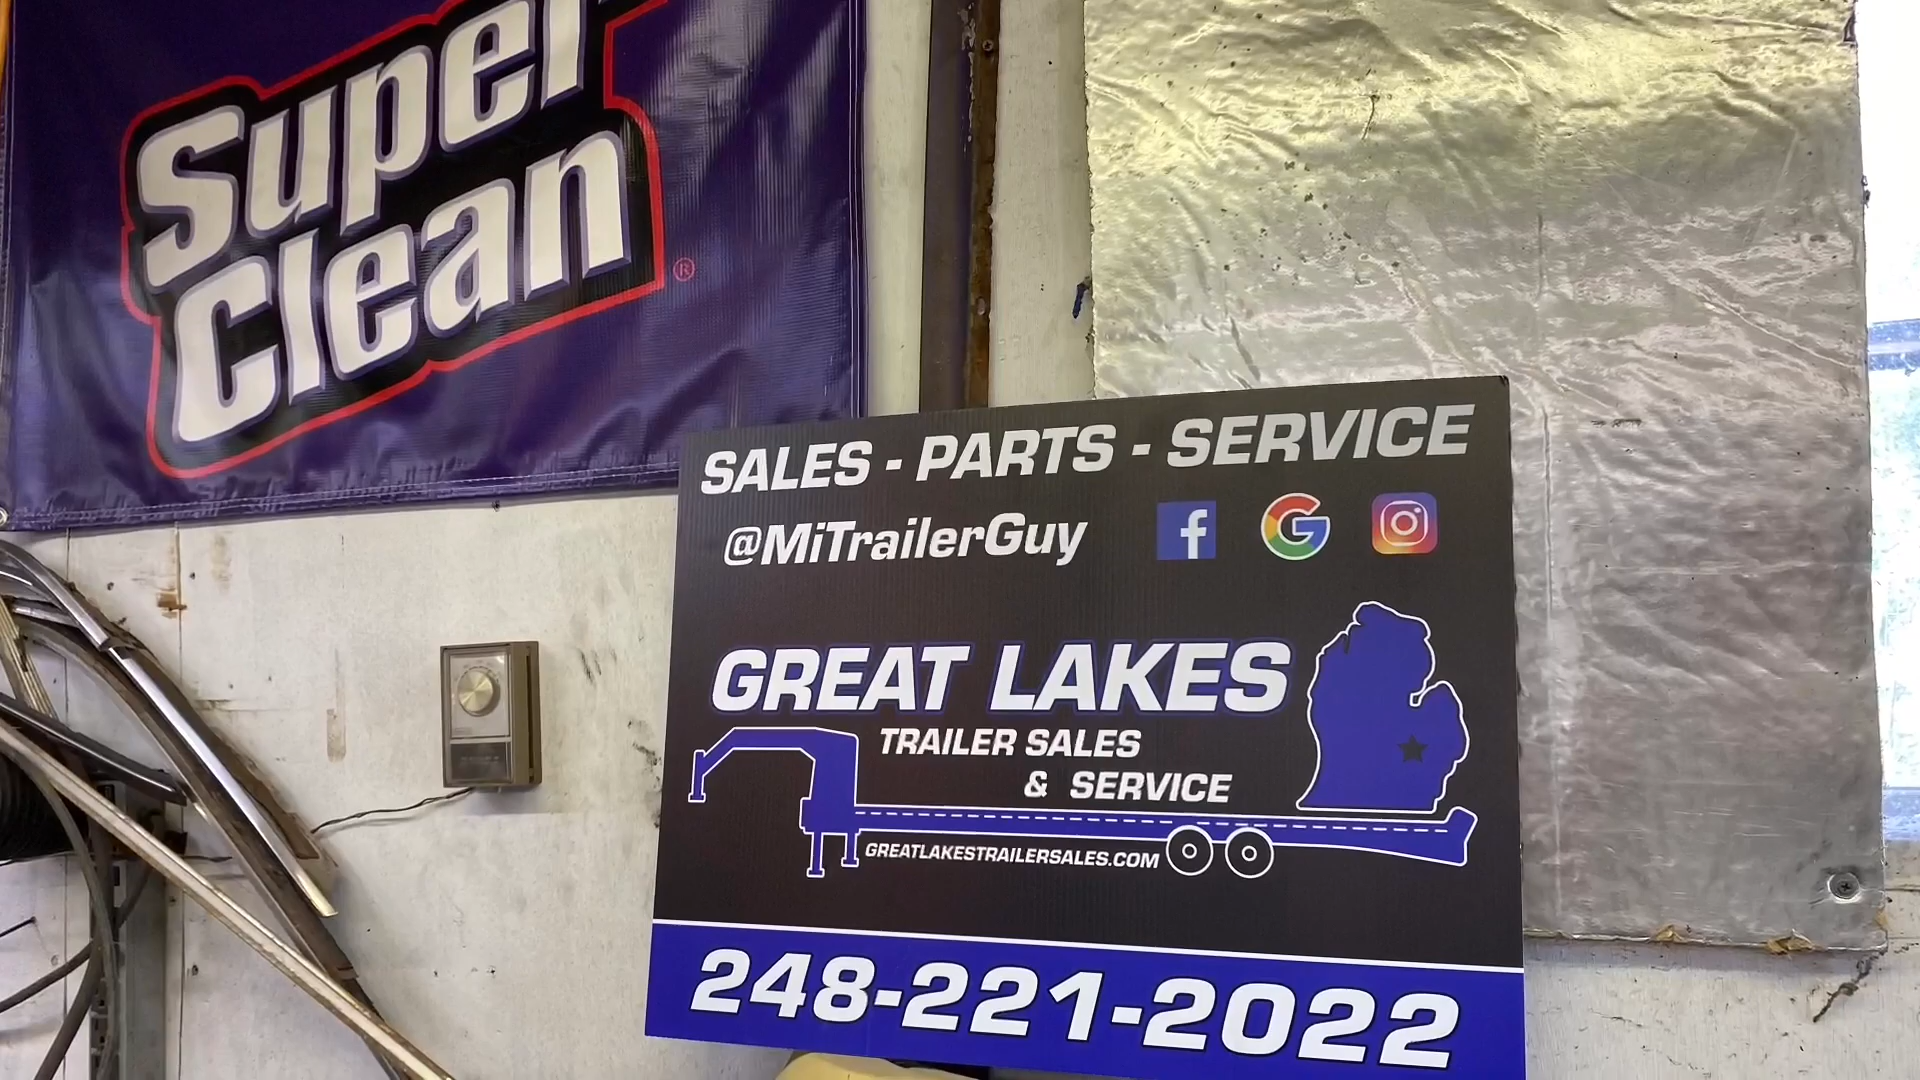 Super
Clean
®
SALES - PARTS - SERVICE
@MiTrailerGuy
GREAT LAKES
TRAILER SALES
& SERVICE
GREATLAKESTRAILERSALES.COM
248-221-2022